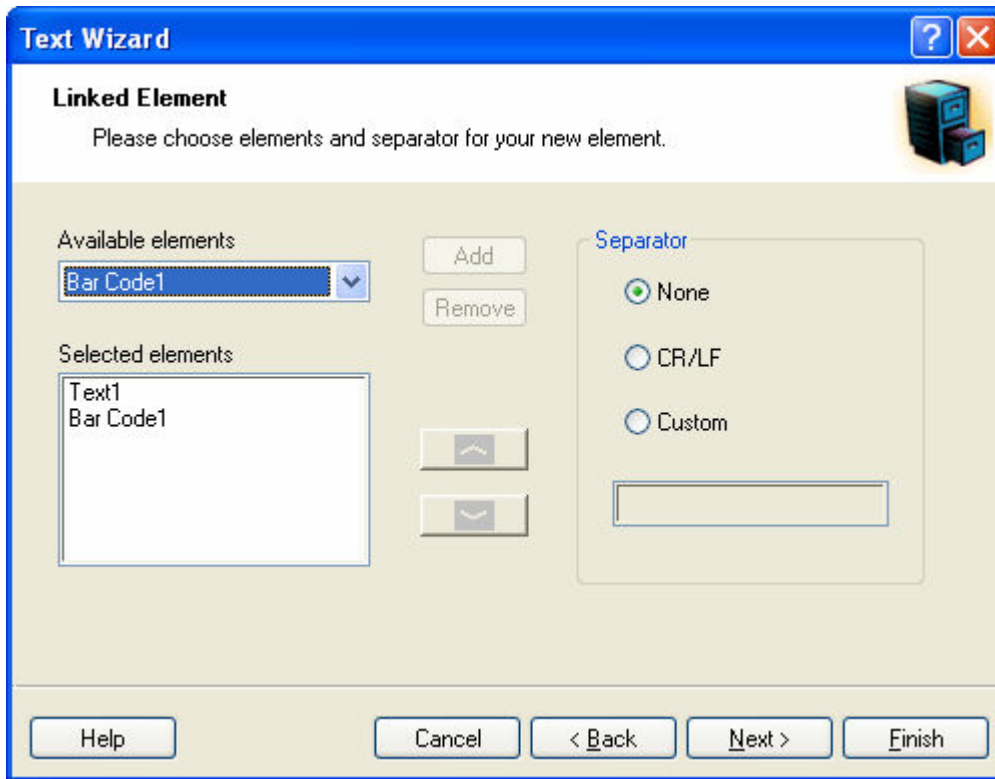 Text Wizard
Linked Element
Please choose elements and separator for your new element.
Available elements
Bar Code1
Add
Remove
Selected elements
Text1
Bar Code1
Separator
None
CR/LF
Custom
Help
Cancel
< Back
Next >
Finish